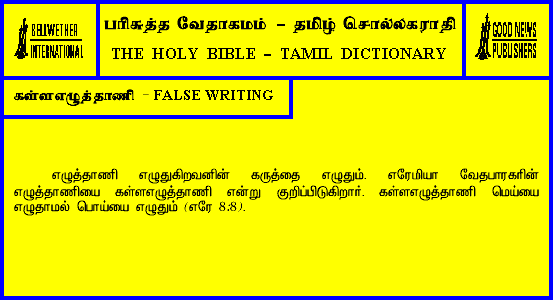 BELLWETHER
INTERNATIONAL
பரிசுத்த வேதாகமம் - தமிழ் சொல்லகராதி
THE HOLY BIBLE - TAMIL DICTIONARY
GOOD NEWS
PUBLISHERS
கள்ளஎழுத்தாணி - FALSE WRITING
எழுத்தாணி எழுதுகிறவனின் கருத்தை எழுதும். எரேமியா வேதபாரகரின்
எழுத்தாணியை கள்ளஎழுத்தாணி என்று குறிப்பிடுகிறார். கள்ளஎழுத்தாணி மெய்யை
எழுதாமல் பொய்யை எழுதும் (எரே 8:8).